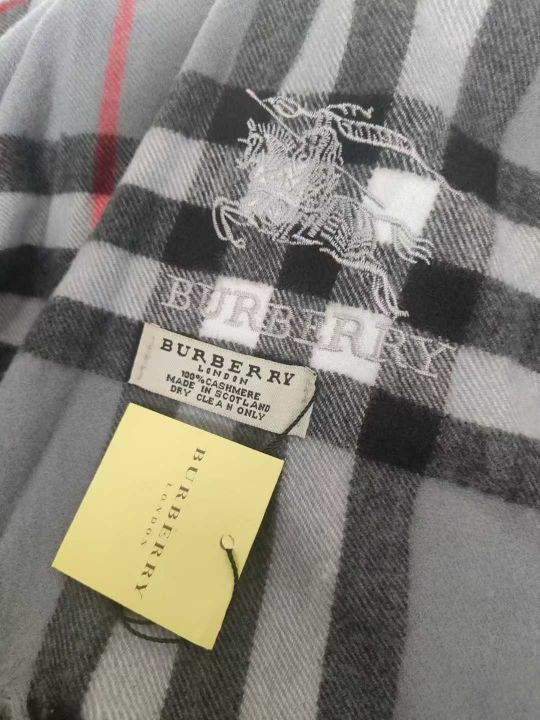 BURBERRY
BURBERRY
LONDON
100% CASHMERE
MADE IN SCOTLAND
DRY CLEAN ONLY
BURBERRY
LONDON